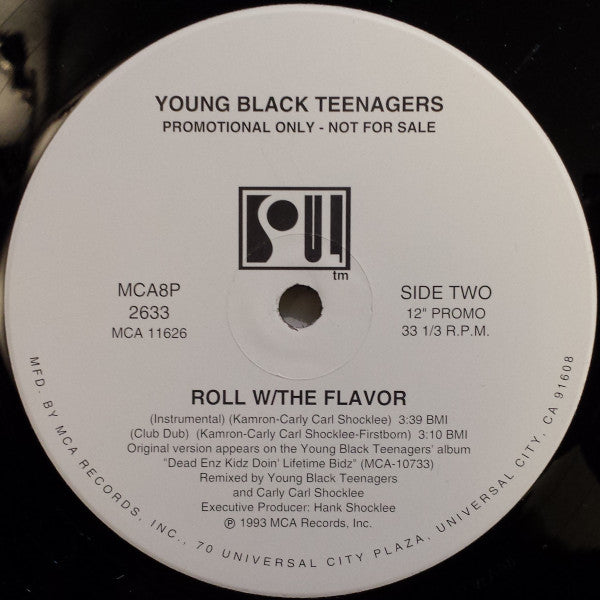 YOUNG BLACK TEENAGERS
PROMOTIONAL ONLY - NOT FOR SALE
SOUL
tm
MCA8P
2633
MCA 11626
SIDE TWO
12" PROMO
33 1/3 R.P.M.
ROLL W/THE FLAVOR
(Instrumental) (Kamron-Carly Carl Shocklee) 3:39 BMI
(Club Dub) (Kamron-Carly Carl Shocklee-Firstborn) 3:10 BMI
Original version appears on the Young Black Teenagers' album
“Dead Enz Kidz Doin' Lifetime Bidz” (MCA-10733)
Remixed by Young Black Teenagers
and Carly Carl Shocklee
Executive Producer: Hank Shocklee
℗ 1993 MCA Records, Inc.
MFD. BY MCA RECORDS, INC., 70 UNIVERSAL CITY PLAZA, UNIVERSAL CITY, CA 91608